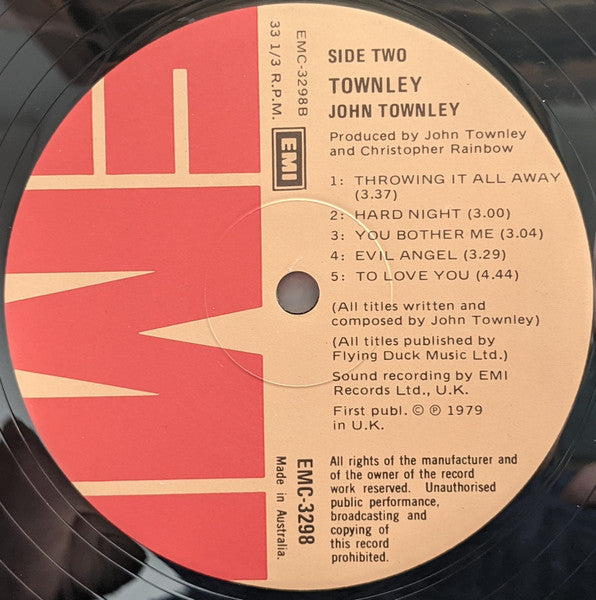 SIDE TWO
TOWNLEY
JOHN TOWNLEY
Produced by John Townley
and Christopher Rainbow
1: THROWING IT ALL AWAY
(3.37)
2: HARD NIGHT (3.00)
3: YOU BOTHER ME (3.04)
4: EVIL ANGEL (3.29)
5: TO LOVE YOU (4.44)
(All titles written and
composed by John Townley)
(All titles published by
Flying Duck Music Ltd.)
Sound recording by EMI
Records Ltd., U.K.
First publ. © ℗ 1979
in U.K.
All rights of the manufacturer and
of the owner of the record
work reserved. Unauthorised
public performance,
broadcasting and
copying of
this record
prohibited.
EMC-3298B
33 1/3 R.P.M.
EMI
EMC-3298
Made in Australia.
EMI